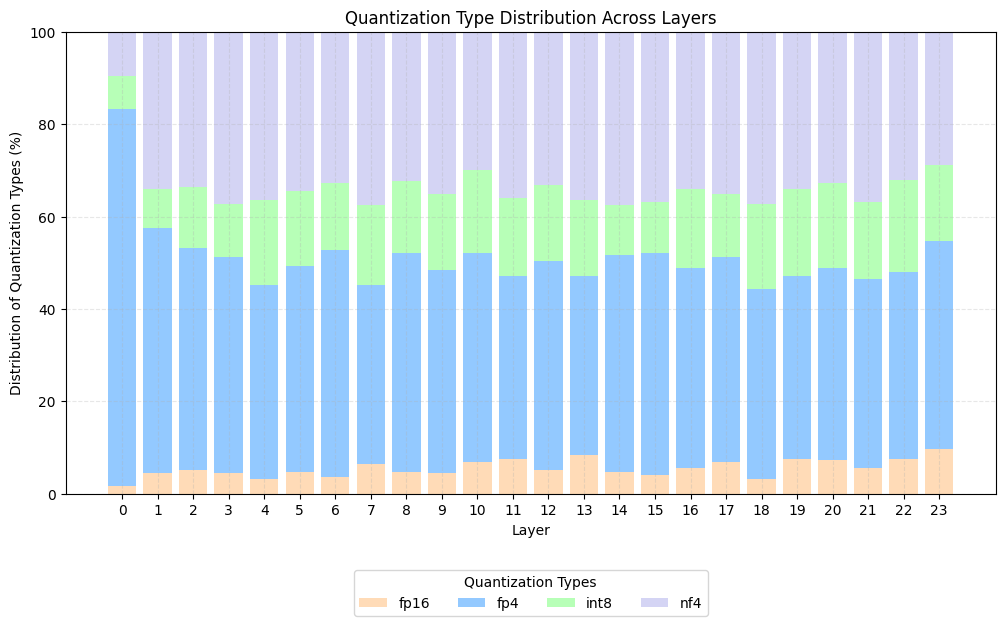 Quantization Type Distribution Across Layers
Distribution of Quantization Types (%)
100
80
60
40
20
0
0 1 2 3 4 5 6 7 8 9 10 11 12 13 14 15 16 17 18 19 20 21 22 23
Layer
Quantization Types
fp16 fp4 int8 nf4